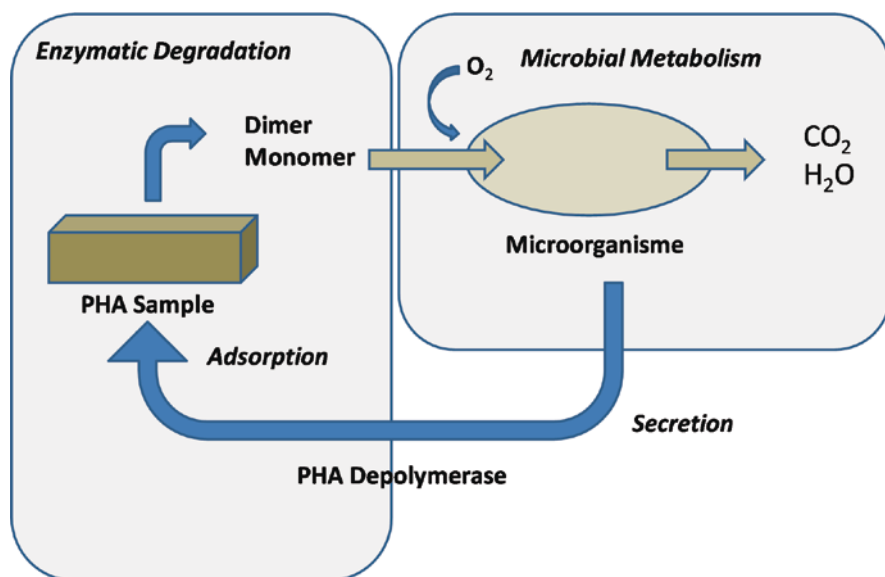 Enzymatic Degradation
Microbial Metabolism
O₂
Dimer
Monomer
CO₂
H₂O
Microorganisme
PHA Sample
Adsorption
Secretion
PHA Depolymerase